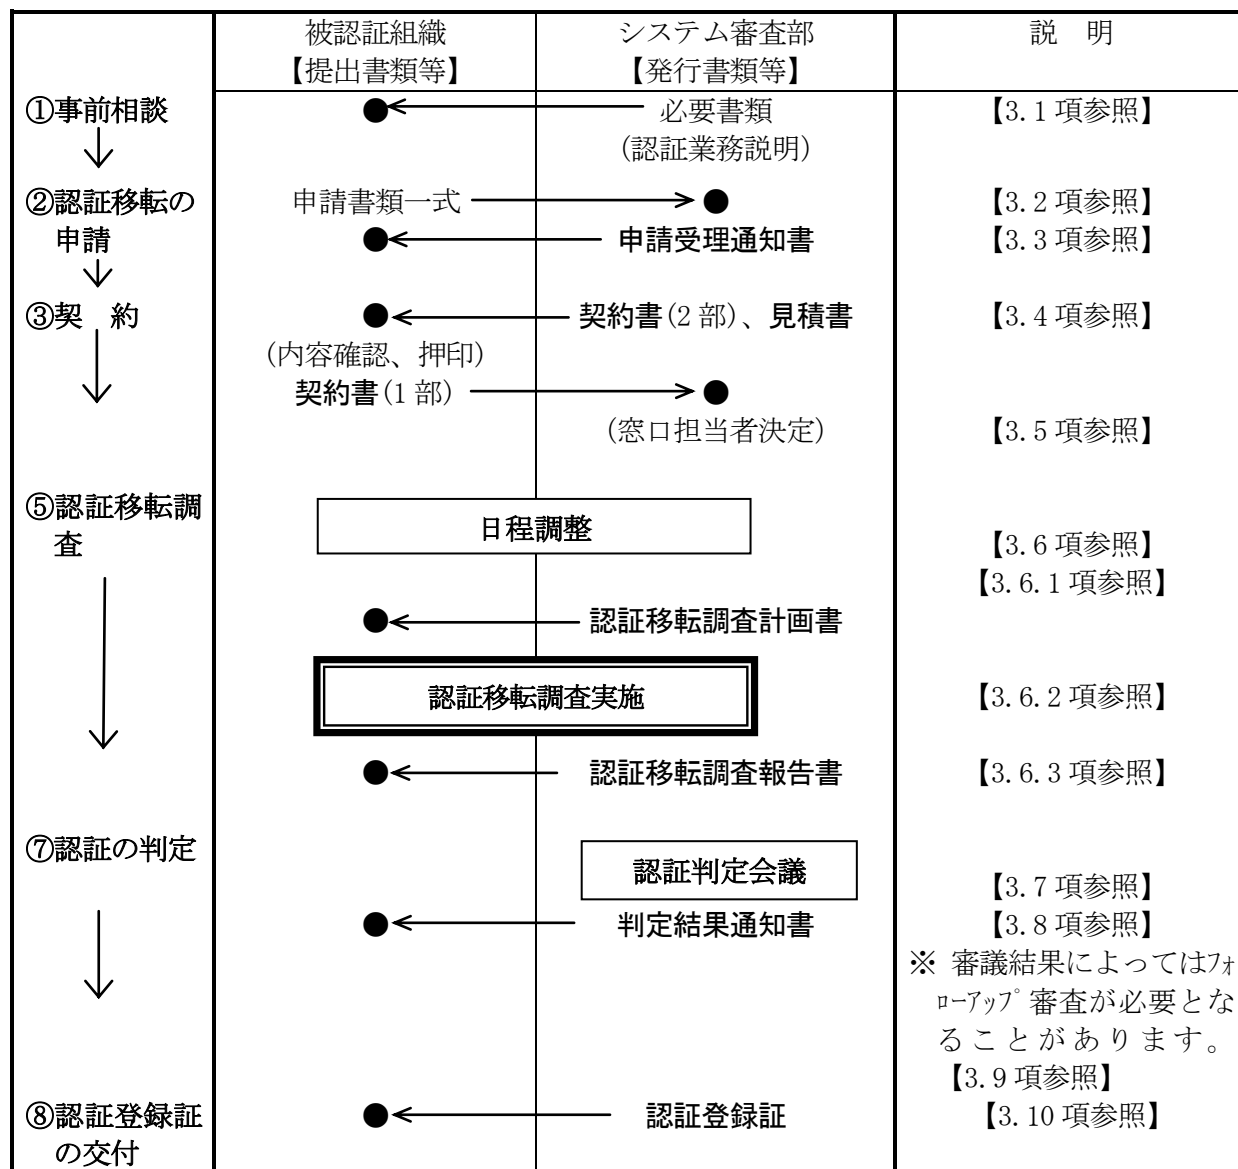 被認証組織 システム審査部 説　明
【提出書類等】 【発行書類等】
①事前相談 必要書類 【3.1 項参照】
(認証業務説明)
②認証移転の 申請書類一式 【3.2 項参照】
申請 申請受理通知書 【3.3 項参照】
③契　約 契約書(2 部)、見積書 【3.4 項参照】
(内容確認、押印)
契約書(1 部)
(窓口担当者決定) 【3.5 項参照】
⑤認証移転調
査 日程調整 【3.6 項参照】
【3.6.1 項参照】
認証移転調査計画書
認証移転調査実施 【3.6.2 項参照】
認証移転調査報告書 【3.6.3 項参照】
⑦認証の判定
認証判定会議 【3.7 項参照】
判定結果通知書 【3.8 項参照】
※ 審議結果によってはﾌｫ
ﾛｰｱｯﾌﾟ審査が必要とな
ることがあります。
【3.9 項参照】
⑧認証登録証 認証登録証 【3.10 項参照】
の交付